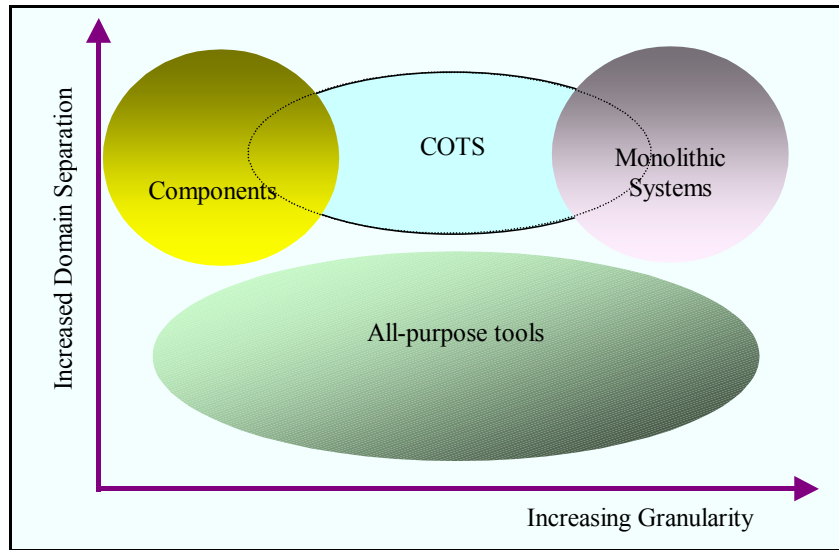 Increased Domain Separation
COTS
Components
Monolithic
Systems
All-purpose tools
Increasing Granularity